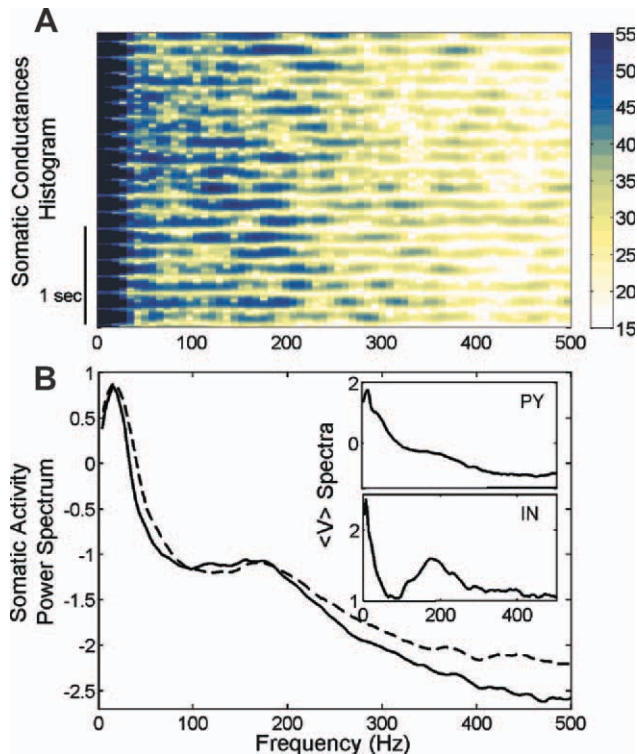 A
Somatic Conductances
Histogram
1 sec
0 100 200 300 400 500
55
50
45
40
35
30
25
20
15
B
Somatic Activity
Power Spectrum
1
0.5
0
-0.5
-1
-1.5
-2
-2.5
0 100 200 300 400 500
Frequency (Hz)
<V> Spectra
PY
2
0
IN
2
1
0 200 400